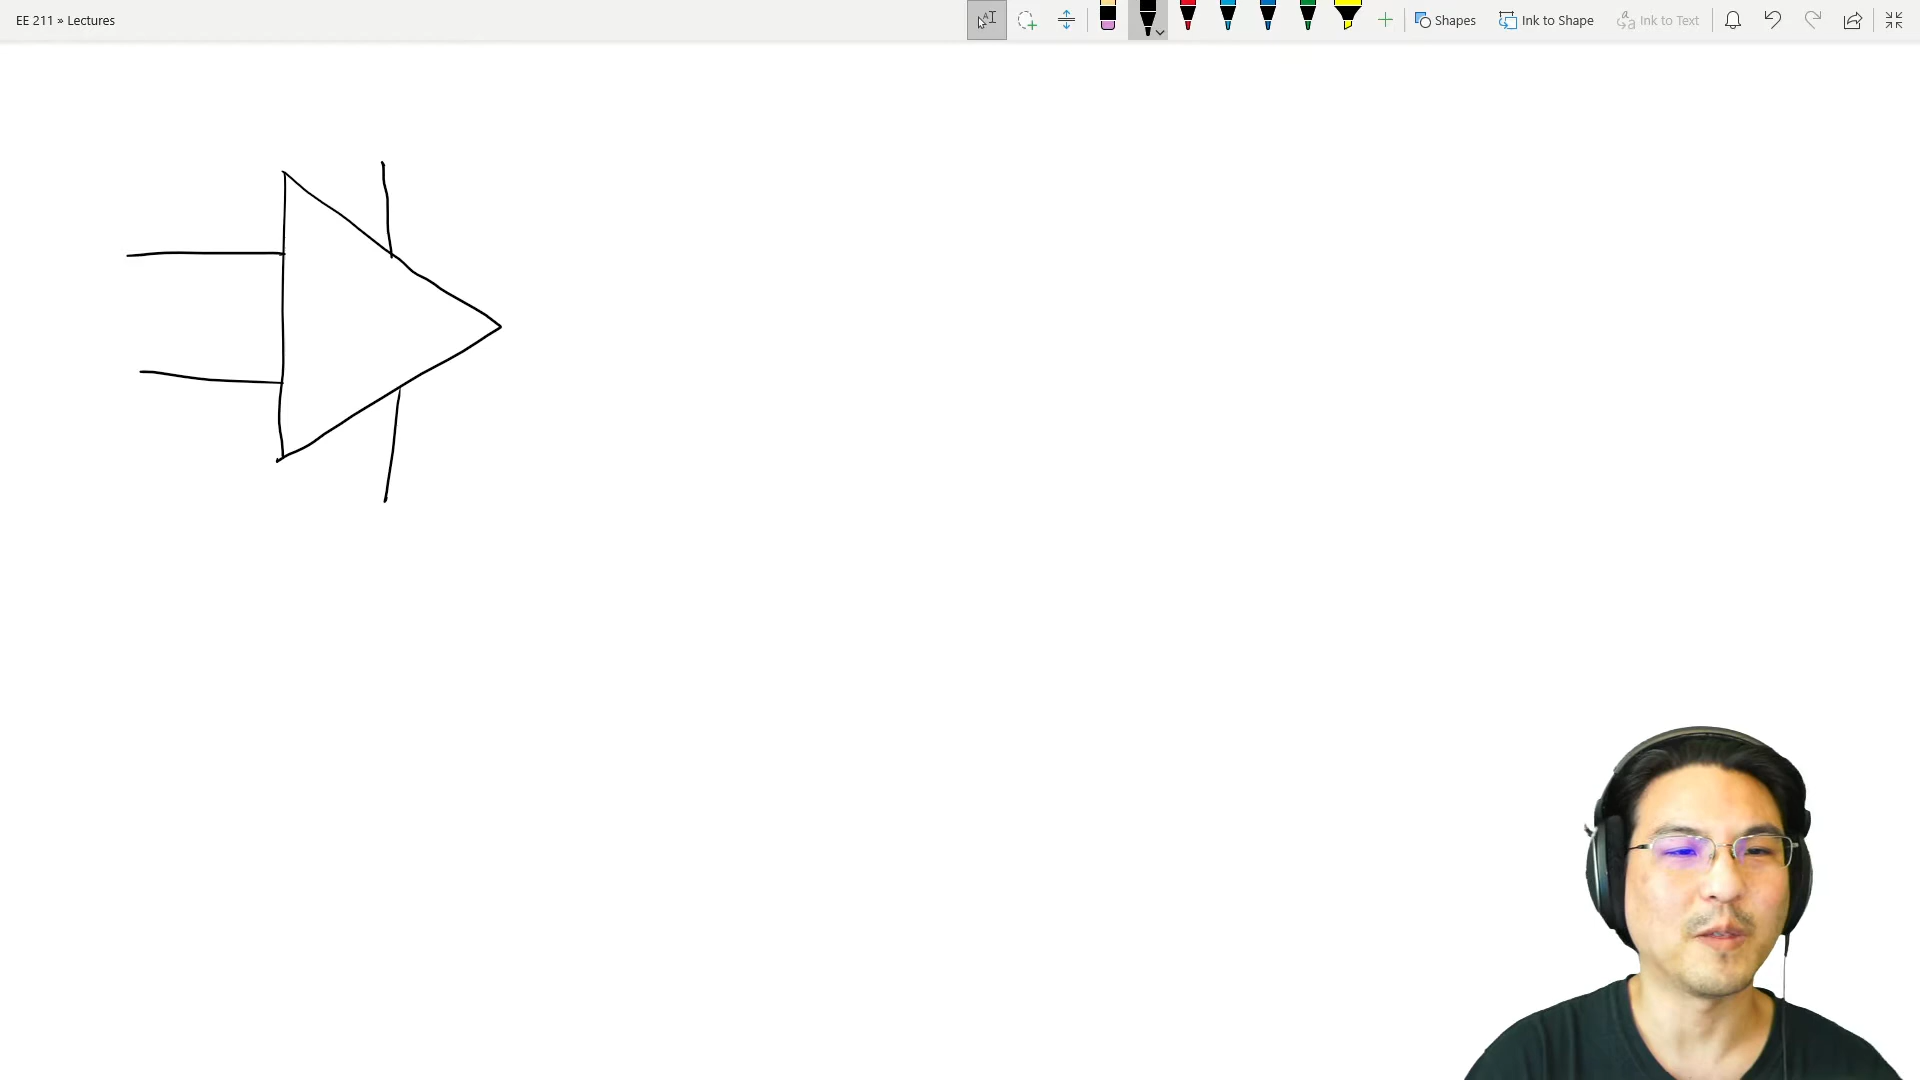 EE 211 » Lectures
Shapes
Ink to Shape
Ink to Text